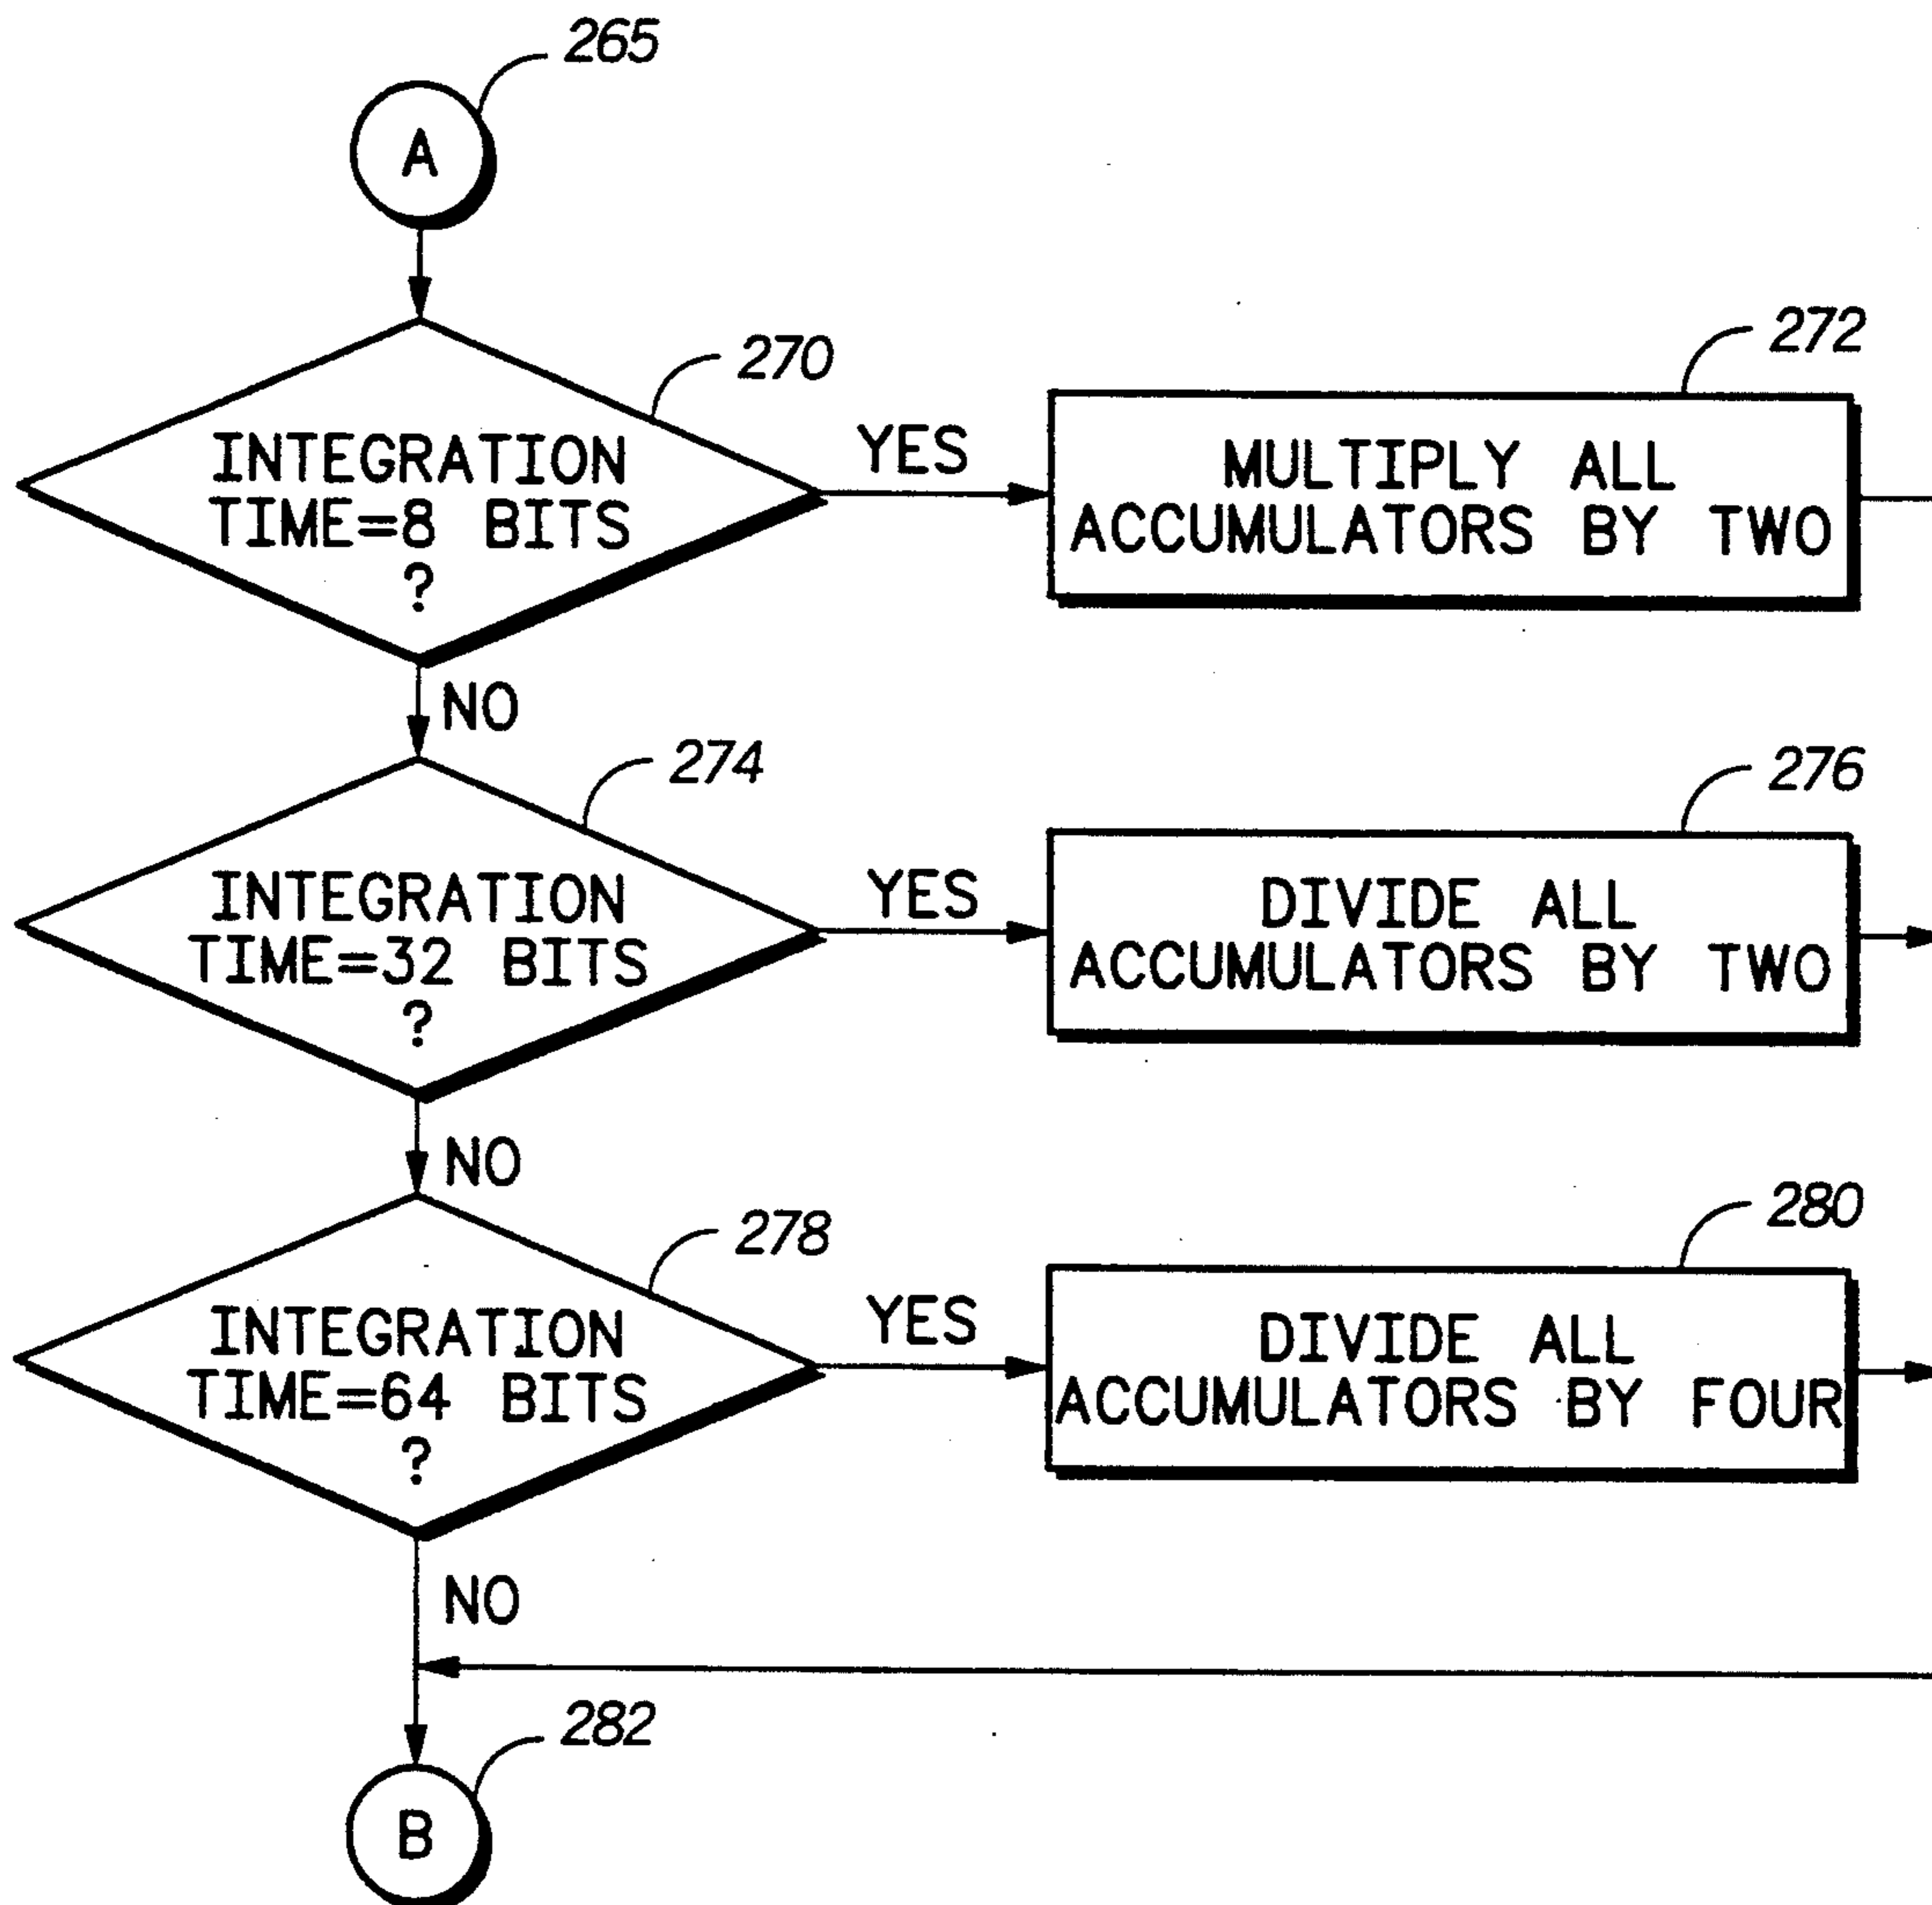 265
A
270
INTEGRATION
TIME=8 BITS
?
YES
272
MULTIPLY ALL
ACCUMULATORS BY TWO
NO
274
INTEGRATION
TIME=32 BITS
?
YES
276
DIVIDE ALL
ACCUMULATORS BY TWO
NO
278
INTEGRATION
TIME=64 BITS
?
YES
280
DIVIDE ALL
ACCUMULATORS BY FOUR
NO
282
B